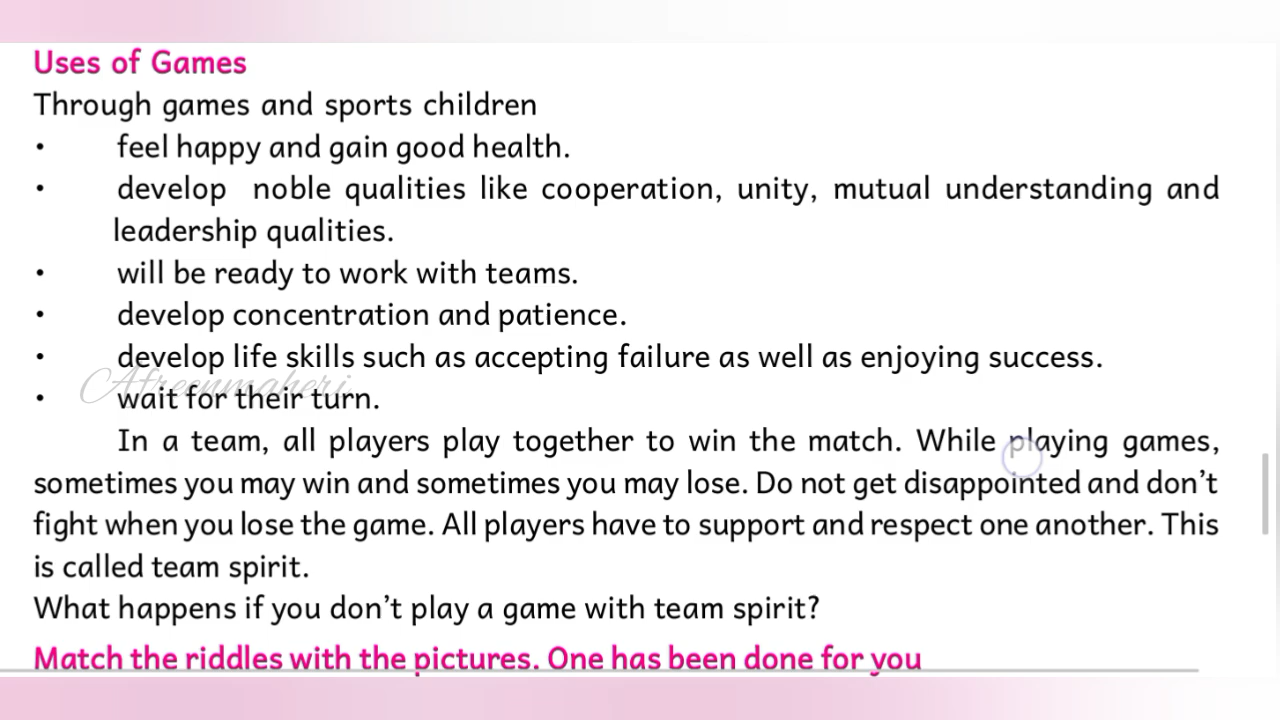 Uses of Games
Through games and sports children
• feel happy and gain good health.
• develop noble qualities like cooperation, unity, mutual understanding and
leadership qualities.
• will be ready to work with teams.
• develop concentration and patience.
• develop life skills such as accepting failure as well as enjoying success.
Afreenmaheri
• wait for their turn.
In a team, all players play together to win the match. While playing games,
sometimes you may win and sometimes you may lose. Do not get disappointed and don't
fight when you lose the game. All players have to support and respect one another. This
is called team spirit.
What happens if you don't play a game with team spirit?
Match the riddles with the pictures. One has been done for you